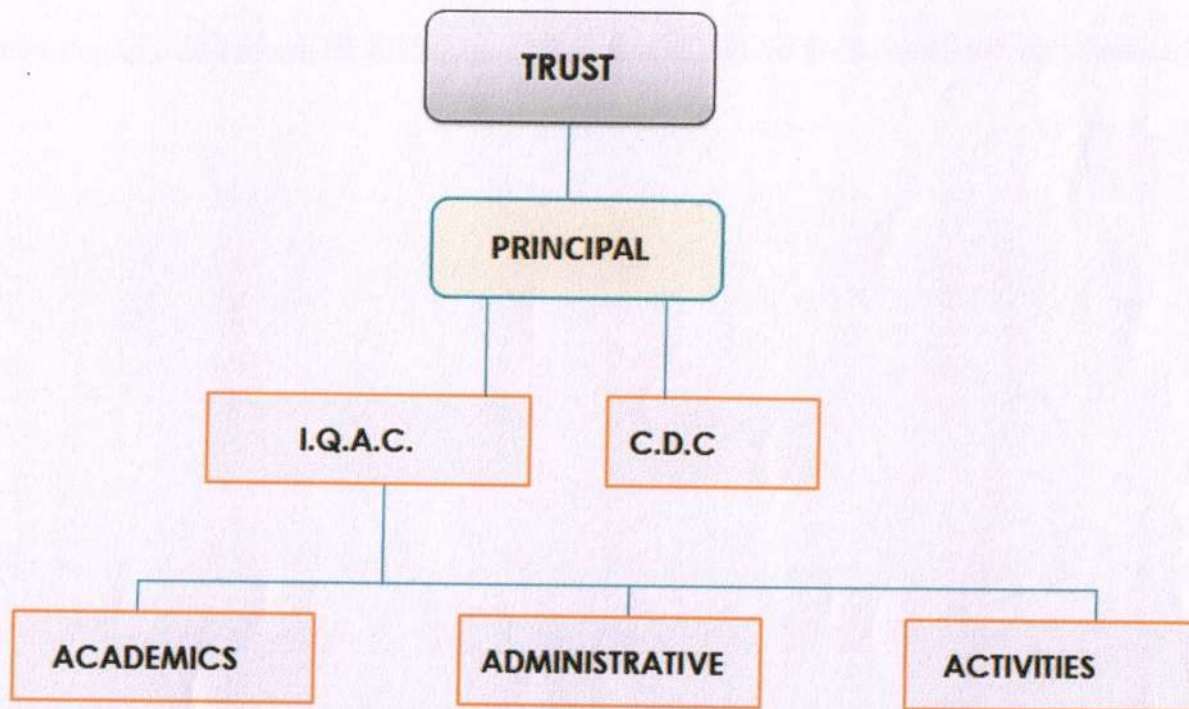 TRUST
PRINCIPAL
I.Q.A.C.
C.D.C
ACADEMICS
ADMINISTRATIVE
ACTIVITIES